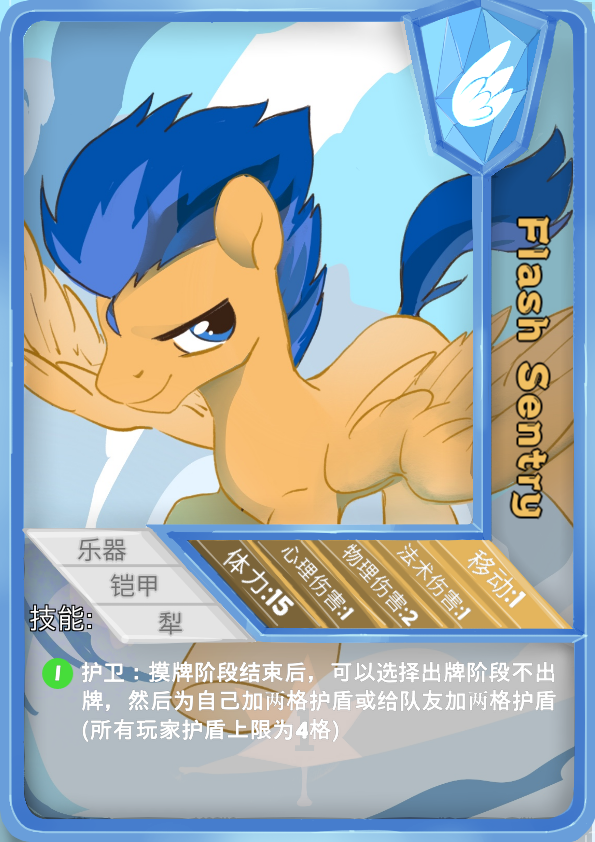 Flash Sentry
乐器
铠甲
犁
体力:15
心理伤害:1
物理伤害:2
法术伤害:1
移动:1
技能:
1 护卫：摸牌阶段结束后，可以选择出牌阶段不出
牌，然后为自己加两格护盾或给队友加两格护盾
(所有玩家护盾上限为4格)